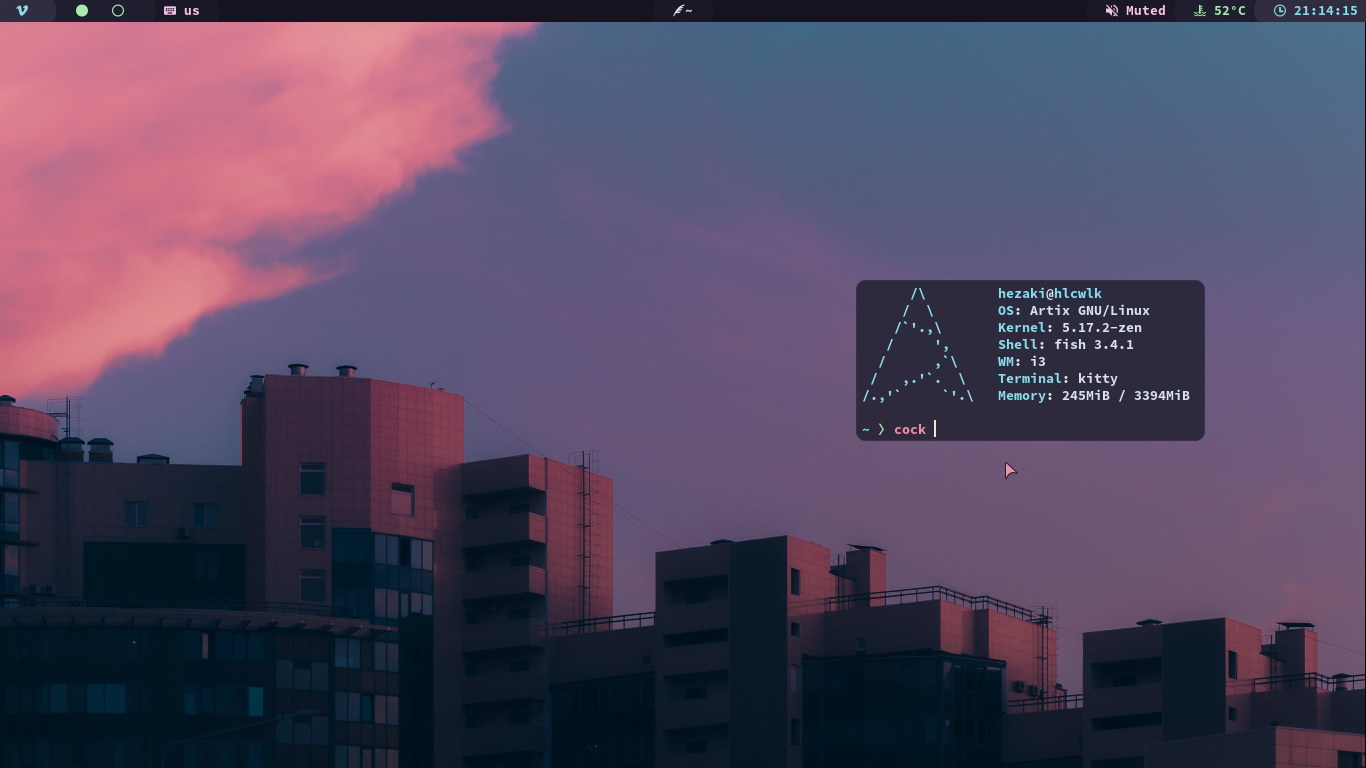 us
~
Muted
52°C
21:14:15
hezaki@hlcwlk
OS: Artix GNU/Linux
Kernel: 5.17.2-zen
Shell: fish 3.4.1
WM: i3
Terminal: kitty
Memory: 245MiB / 3394MiB
~ ❯ cock